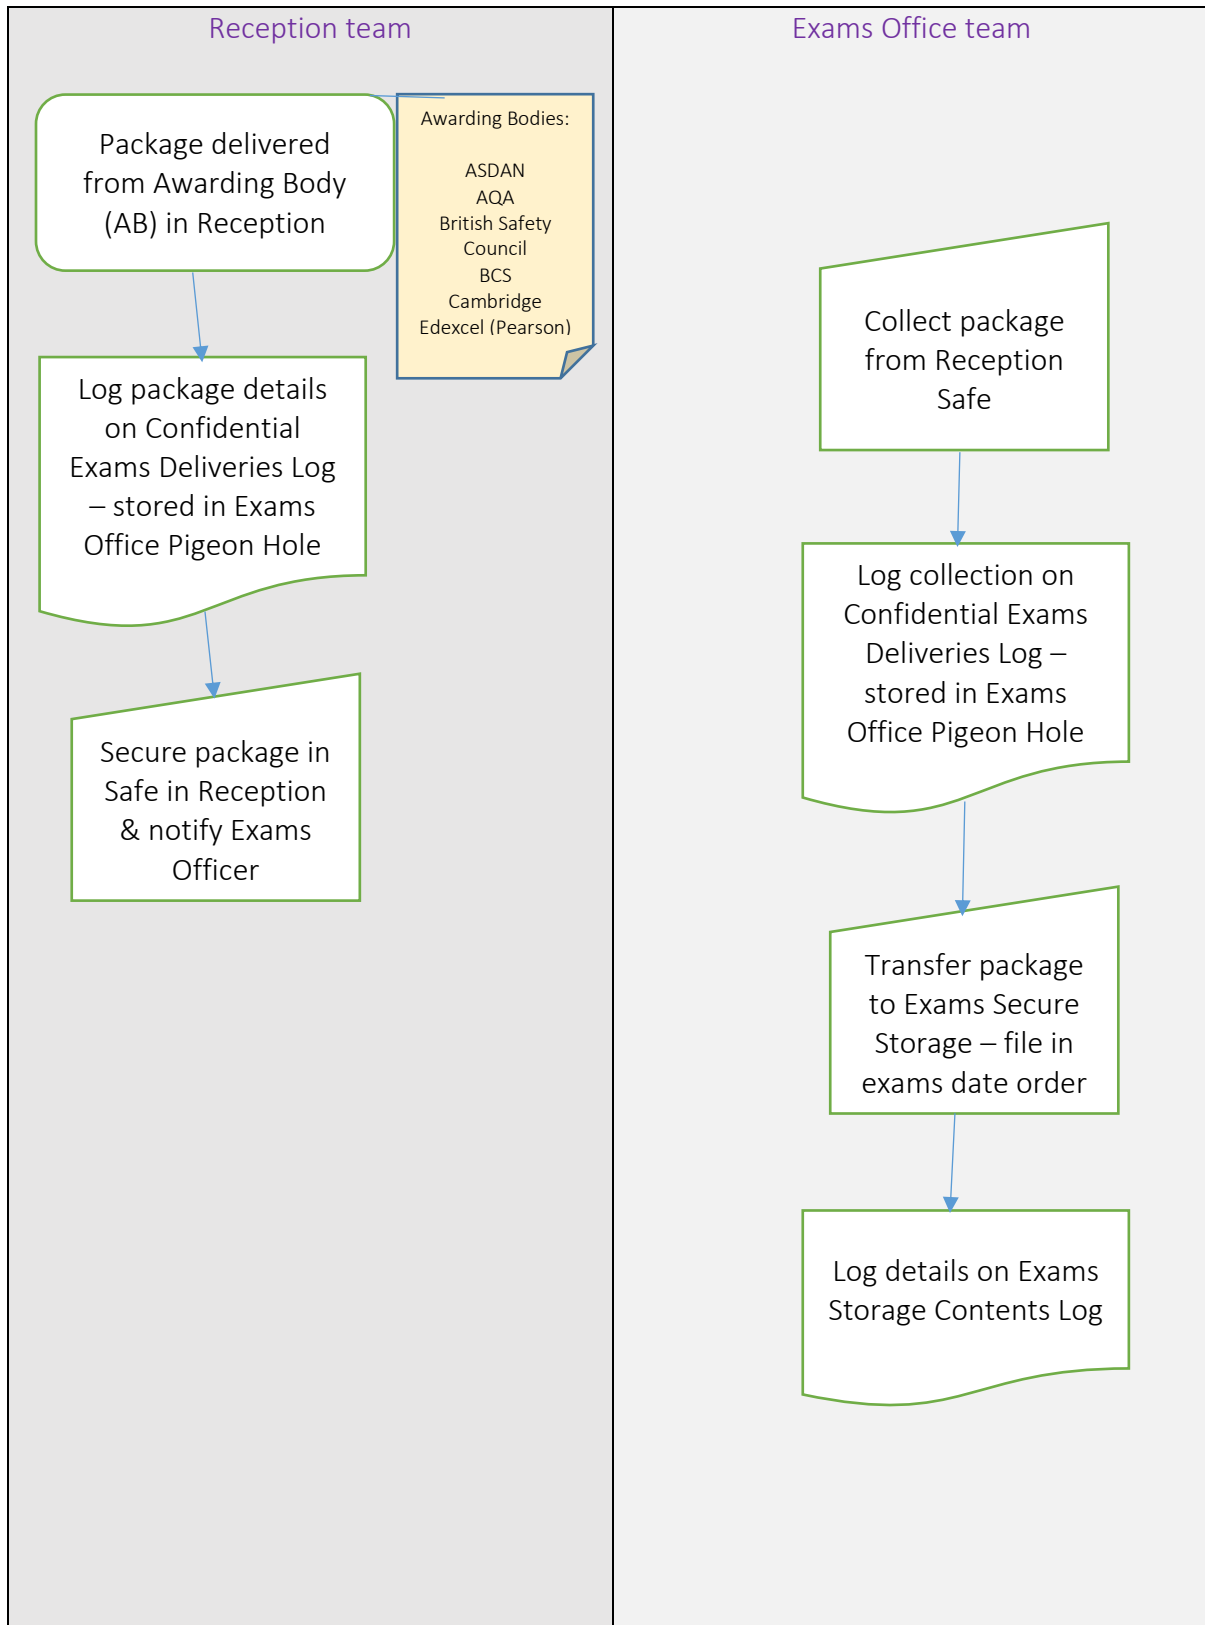 Reception team
Package delivered
from Awarding Body
(AB) in Reception
Awarding Bodies:
ASDAN
AQA
British Safety
Council
BCS
Cambridge
Edexcel (Pearson)
Log package details
on Confidential
Exams Deliveries Log
– stored in Exams
Office Pigeon Hole
Secure package in
Safe in Reception
& notify Exams
Officer
Exams Office team
Collect package
from Reception
Safe
Log collection on
Confidential Exams
Deliveries Log –
stored in Exams
Office Pigeon Hole
Transfer package
to Exams Secure
Storage – file in
exams date order
Log details on Exams
Storage Contents Log